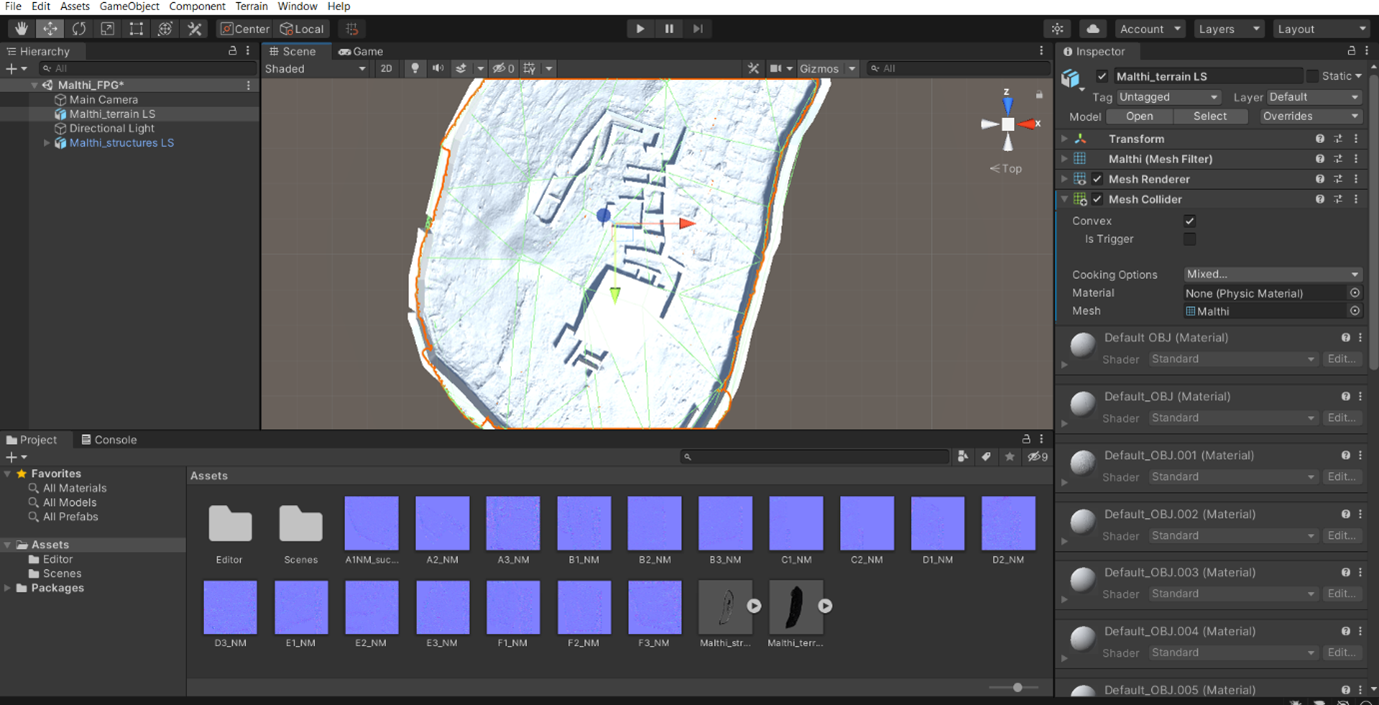 File Edit Assets GameObject Component Terrain Window Help
Center Local Account Layers Layout
Hierarchy
All
Malthi_FPG*
Main Camera
Malthi_terrain LS
Directional Light
Malthi_structures LS
Scene Game
Shaded 2D 0 Gizmos All
z
x
Top
Inspector
Malthi_terrain LS Static
Tag Untagged Layer Default
Model Open Select Overrides
Transform
Malthi (Mesh Filter)
Mesh Renderer
Mesh Collider
Convex
Is Trigger
Cooking Options Mixed...
Material None (Physic Material)
Mesh Malthi
Default OBJ (Material)
Shader Standard Edit...
Default_OBJ (Material)
Shader Standard Edit...
Default_OBJ.001 (Material)
Shader Standard Edit...
Default_OBJ.002 (Material)
Shader Standard Edit...
Default_OBJ.003 (Material)
Shader Standard Edit...
Default_OBJ.004 (Material)
Shader Standard Edit...
Default_OBJ.005 (Material)
Project Console
9
Favorites
All Materials
All Models
All Prefabs
Assets
Editor
Scenes
Packages
Assets
Editor Scenes A1NM_suc... A2_NM A3_NM B1_NM B2_NM B3_NM C1_NM C2_NM D1_NM D2_NM
D3_NM E1_NM E2_NM E3_NM F1_NM F2_NM F3_NM Malthi_str... Malthi_terr...